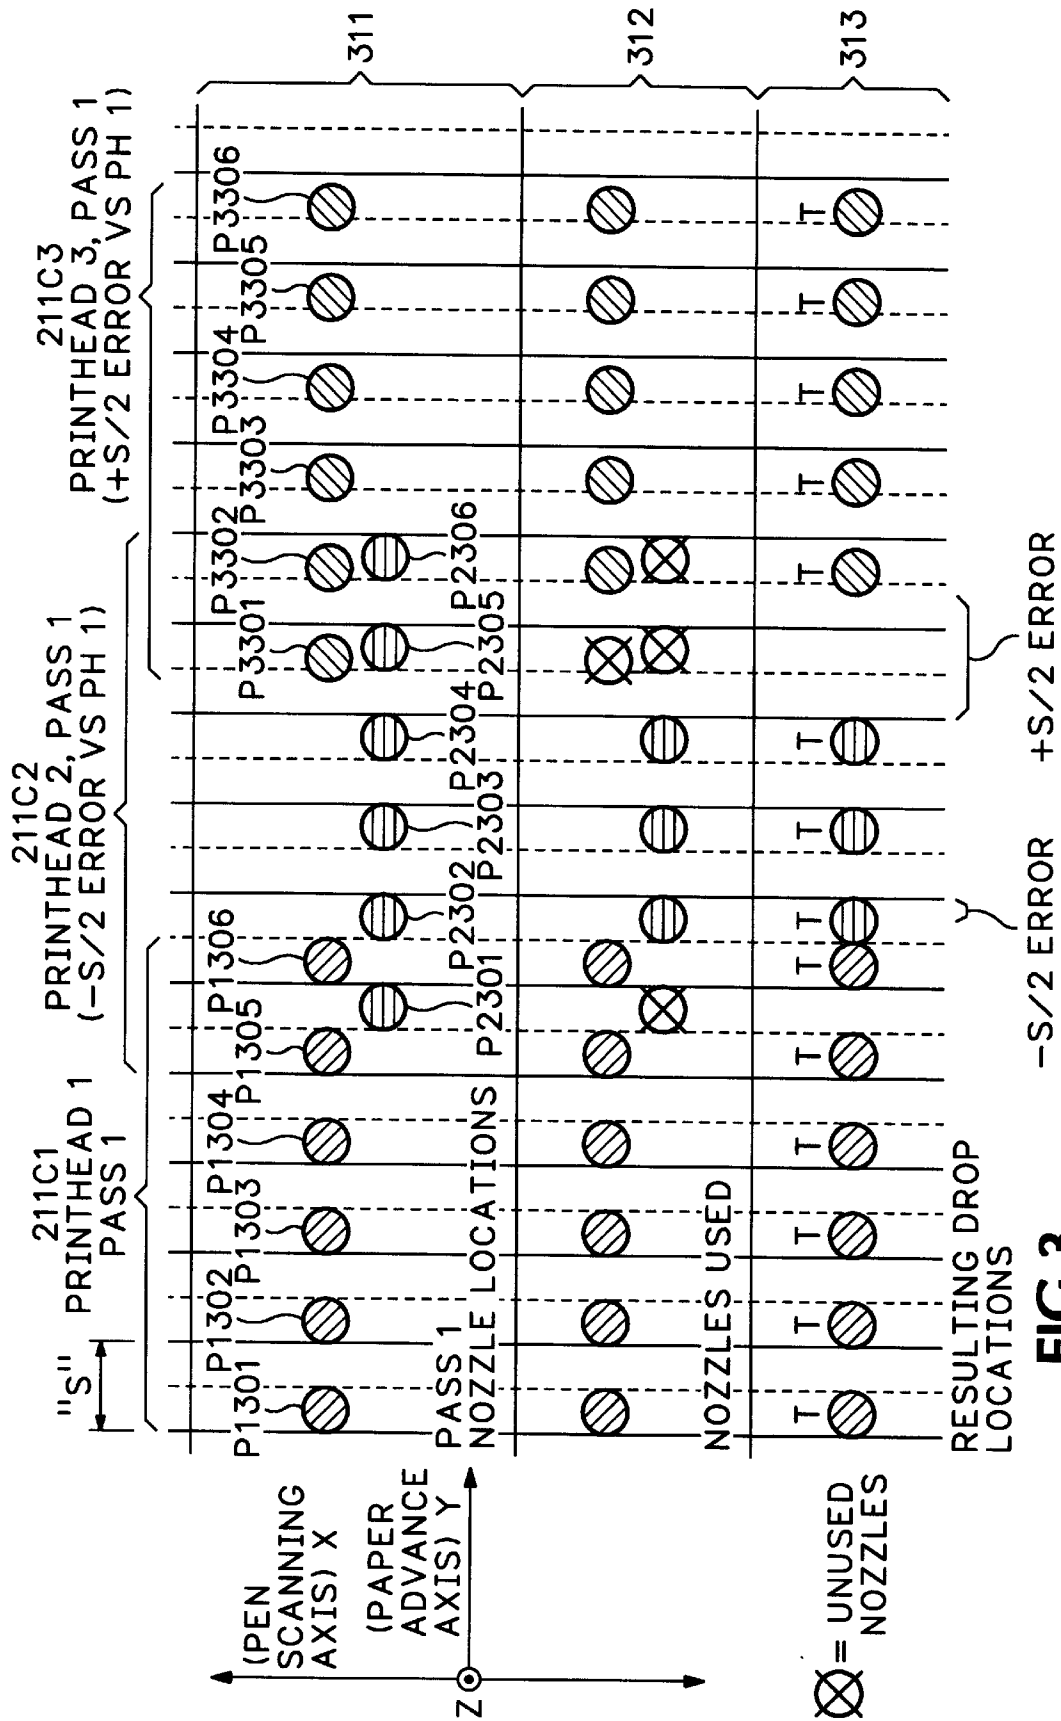 211C1
PRINTHEAD 1
PASS 1
"S"
211C2
PRINTHEAD 2, PASS 1
(−S/2 ERROR VS PH 1)
211C3
PRINTHEAD 3, PASS 1
(+S/2 ERROR VS PH 1)
P1301
P1302
P1303
P1304
P1305
P1306
P3301
P3302
P3303
P3304
P3305
P3306
311
P2301
P2302
P2303
P2304
P2305
P2306
PASS 1
NOZZLE LOCATIONS
312
NOZZLES USED
T T T T T T T T T T T T T T
313
RESULTING DROP
LOCATIONS
−S/2 ERROR
+S/2 ERROR
(PEN
SCANNING
AXIS) X
(PAPER
ADVANCE
AXIS) Y
Z
= UNUSED
NOZZLES